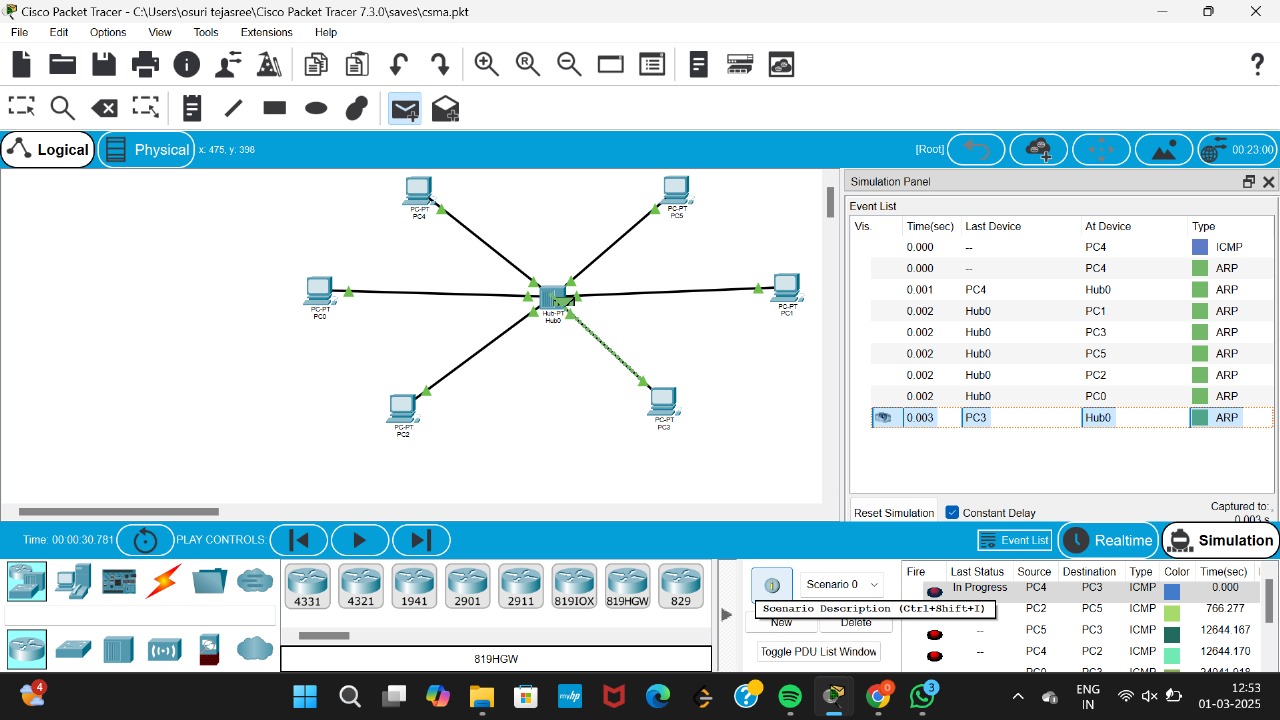 Cisco Packet Tracer - C:\Users\osuri tejasree\Cisco Packet Tracer 7.3.0\saves\csma.pkt
File Edit Options View Tools Extensions Help
Logical Physical x: 475, y: 398 [Root] 00:23:00
PC-PT
PC4
PC-PT
PC5
PC-PT
PC0
Hub-PT
Hub0
PC-PT
PC1
PC-PT
PC2
PC-PT
PC3
Simulation Panel
Event List
Vis. Time(sec) Last Device At Device Type
0.000 -- PC4 ICMP
0.000 -- PC4 ARP
0.001 PC4 Hub0 ARP
0.002 Hub0 PC1 ARP
0.002 Hub0 PC3 ARP
0.002 Hub0 PC5 ARP
0.002 Hub0 PC2 ARP
0.002 Hub0 PC0 ARP
0.003 PC3 Hub0 ARP
Reset Simulation Constant Delay Captured to:
0.003 s
Time: 00:00:30.781 PLAY CONTROLS: Event List Realtime Simulation
4331 4321 1941 2901 2911 819IOX 819HGW 829
819HGW
Scenario 0
Scenario Description (Ctrl+Shift+I)
New Delete
Toggle PDU List Window
Fire Last Status Source Destination Type Color Time(sec)
In Progress PC4 PC3 ICMP 0.000
PC2 PC5 ICMP 766.277
-- PC5 PC3 ICMP 12644.167
-- PC4 PC2 ICMP 12644.170
4
myhp
0
3
ENG
IN
12:53
01-03-2025